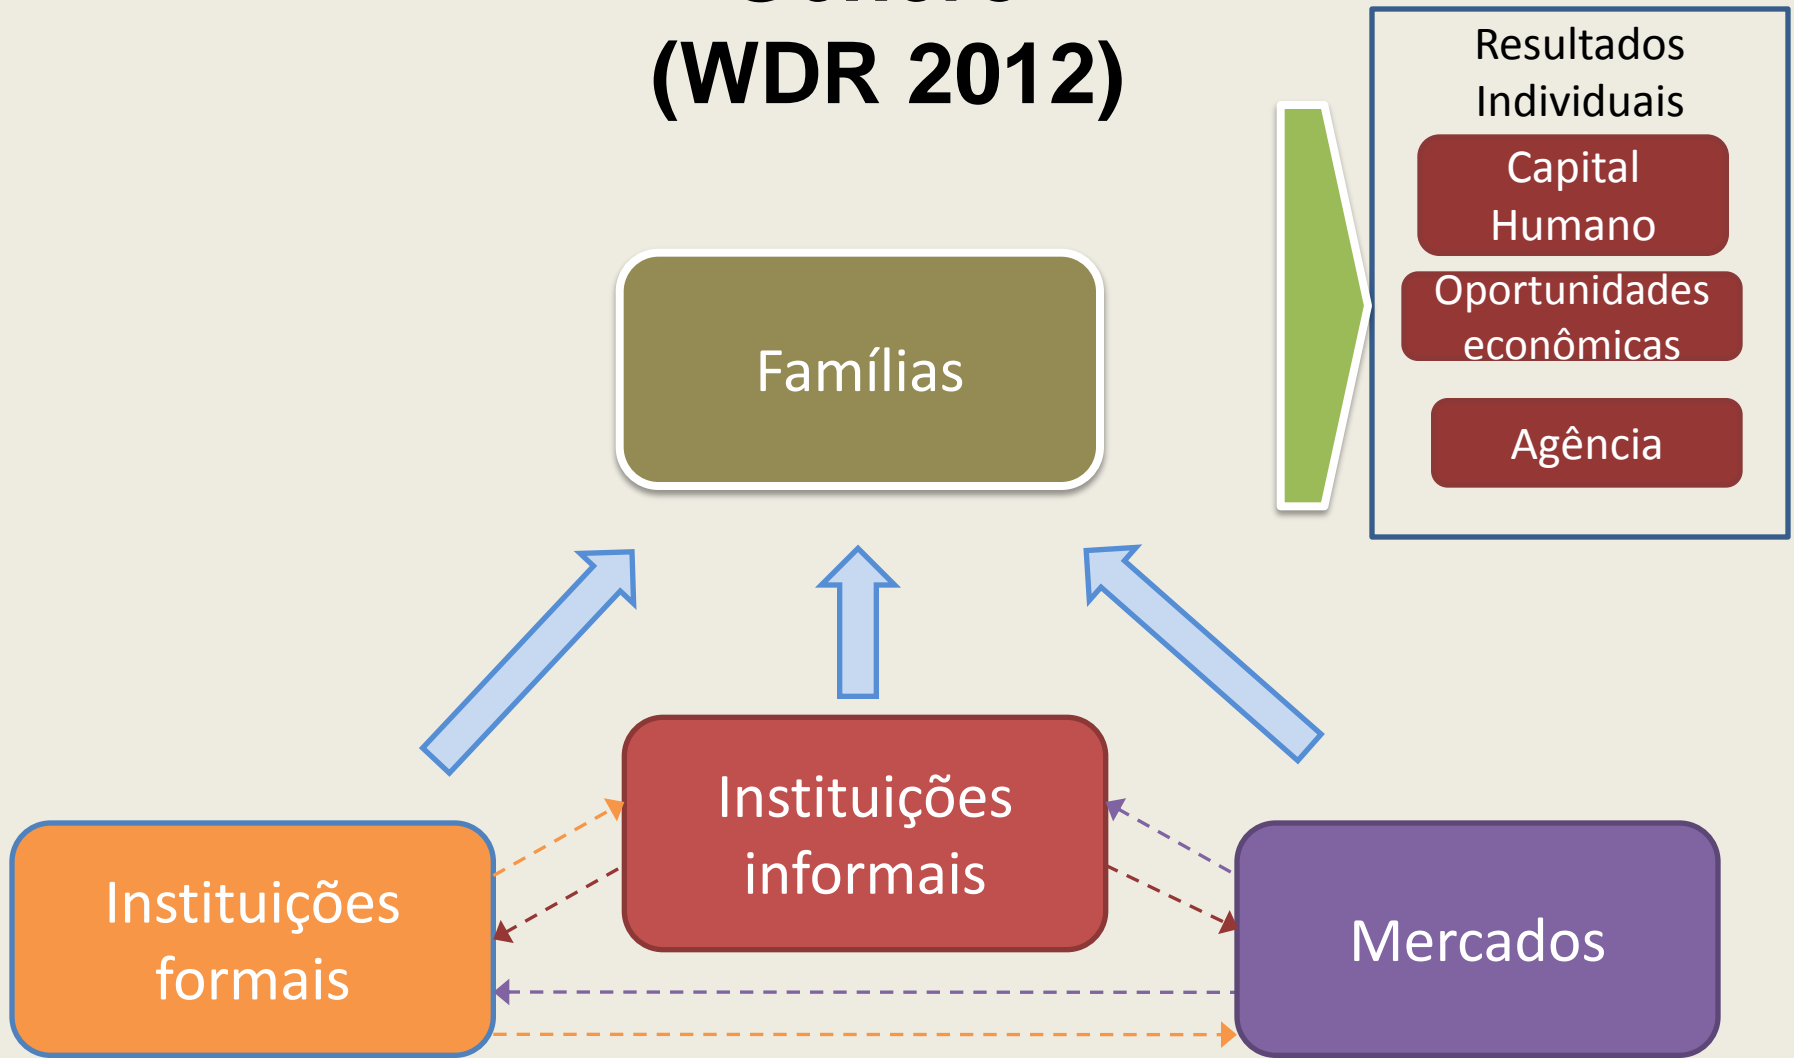 (WDR 2012)
Resultados
Individuais
Capital
Humano
Oportunidades
econômicas
Agência
Famílias
Instituições
informais
Instituições
formais
Mercados